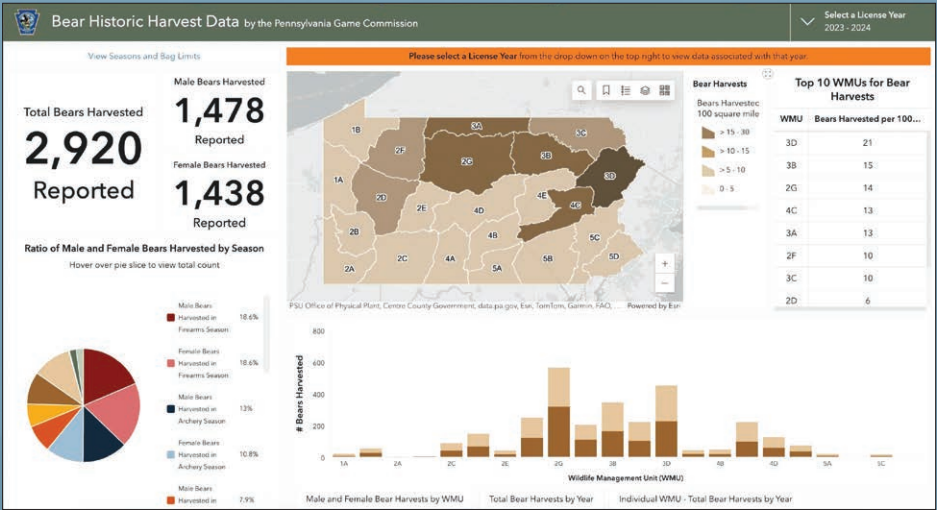 Bear Historic Harvest Data by the Pennsylvania Game Commission
Select a License Year
2023 - 2024
View Seasons and Bag Limits
Please select a License Year from the drop down on the top right to view data associated with that year.
Total Bears Harvested
2,920
Reported
Male Bears Harvested
1,478
Reported
Female Bears Harvested
1,438
Reported
Ratio of Male and Female Bears Harvested by Season
Hover over pie slice to view total count
Male Bears
Harvested in
Firearms Season
18.6%
Female Bears
Harvested in
Firearms Season
18.6%
Male Bears
Harvested in
Archery Season
13%
Female Bears
Harvested in
Archery Season
10.8%
Male Bears
Harvested in
7.9%
1B
3A
3C
2F
2G
3B
1A
3D
2D
2E
4E
4C
4D
2B
4B
5C
2C
4A
5B
5D
2A
5A
+
−
PSU Office of Physical Plant, Centre County Government, data.pa.gov, Esri, TomTom, Garmin, FAO, ...
Powered by Esri
Bear Harvests
Bears Harvestec
100 square mile
> 15 - 30
> 10 - 15
> 5 - 10
0 - 5
Top 10 WMUs for Bear
Harvests
WMU Bears Harvested per 100...
3D 21
3B 15
2G 14
4C 13
3A 13
2F 10
3C 10
2D 6
# Bears Harvested
800
600
400
200
0
1A 2A 2C 2E 2G 3B 3D 4B 4D 5A 5C
Wildlife Management Unit (WMU)
Male and Female Bear Harvests by WMU
Total Bear Harvests by Year
Individual WMU - Total Bear Harvests by Year